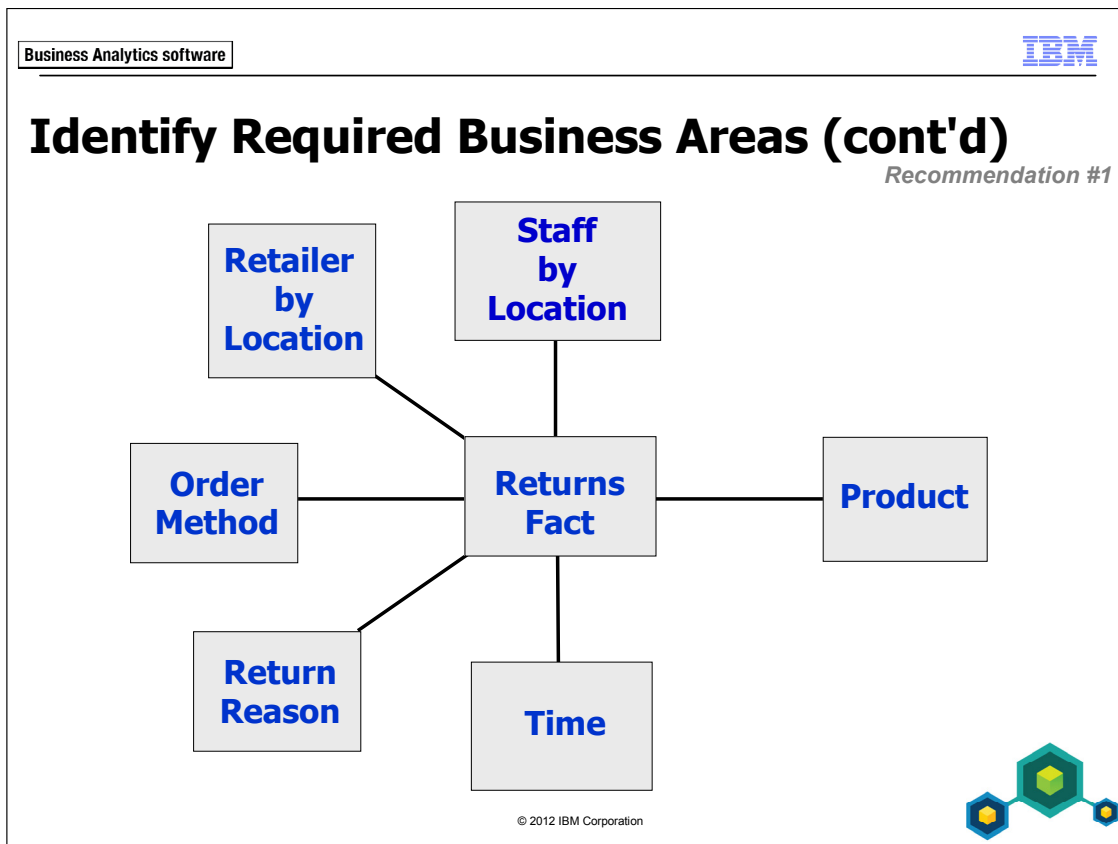 Business Analytics software
IBM
Identify Required Business Areas (cont'd)
Recommendation #1
Retailer
by
Location
Staff
by
Location
Order
Method
Returns
Fact
Product
Return
Reason
Time
© 2012 IBM Corporation